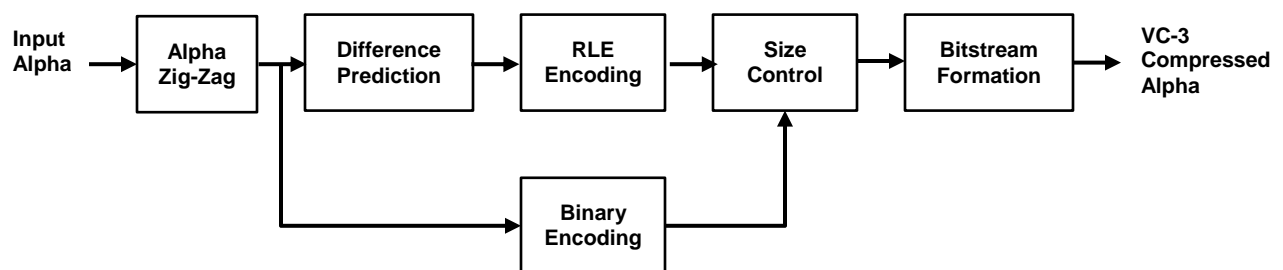 Input
Alpha
Alpha
Zig-Zag
Difference
Prediction
RLE
Encoding
Size
Control
Bitstream
Formation
VC-3
Compressed
Alpha
Binary
Encoding